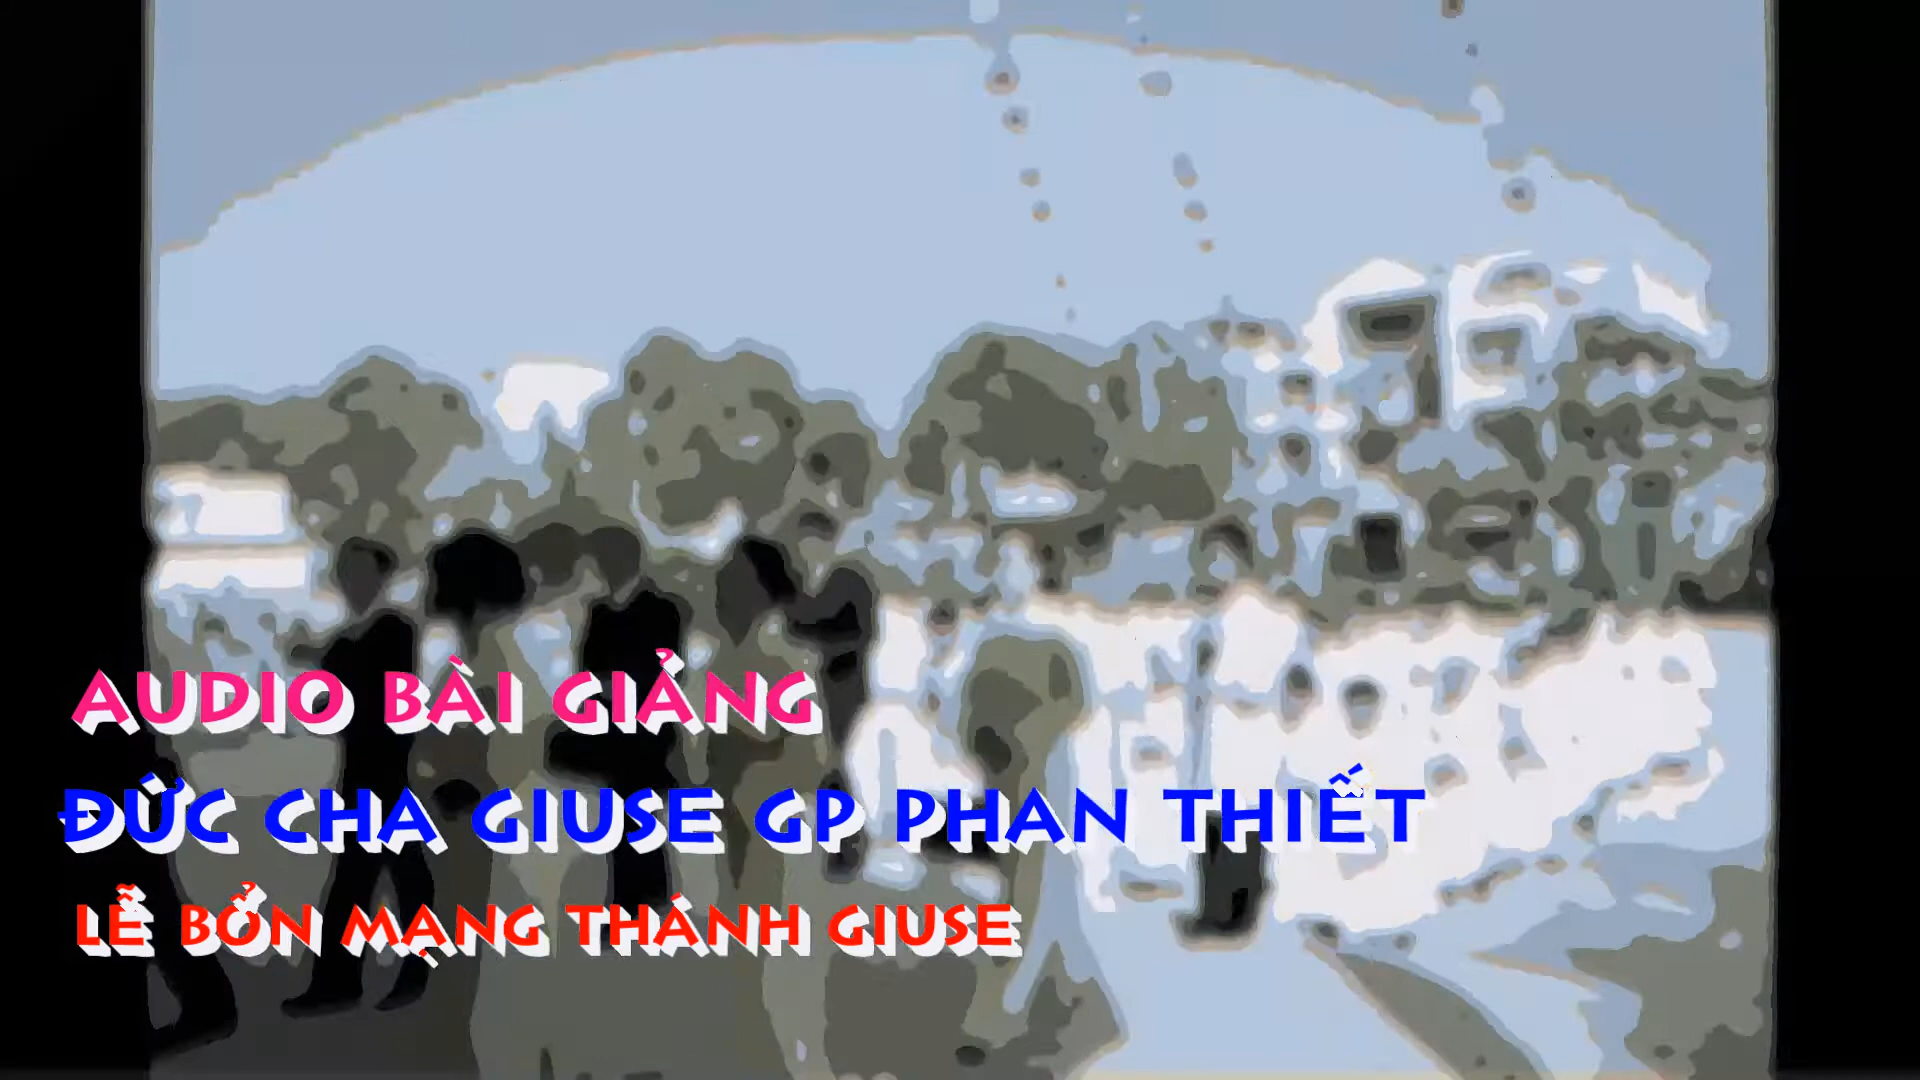 AUDIO BÀI GIẢNG
ĐỨC CHA GIUSE GP PHAN THIẾT
LỄ BỔN MẠNG THÁNH GIUSE